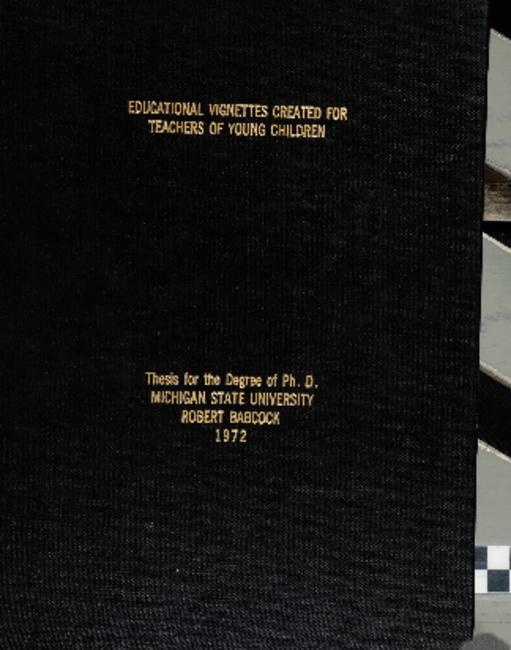 EDUCATIONAL VIGNETTES CREATED FOR
TEACHERS OF YOUNG CHILDREN
Thesis for the Degree of Ph. D.
MICHIGAN STATE UNIVERSITY
ROBERT BABCOCK
1972